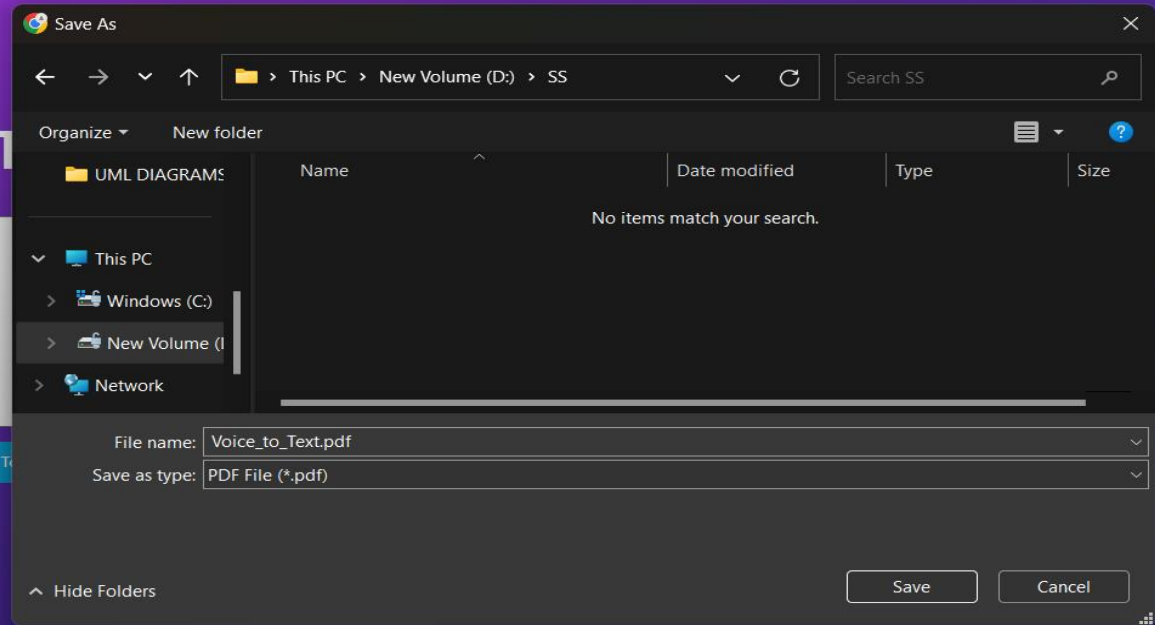 Save As
This PC > New Volume (D:) > SS
Search SS
Organize
New folder
UML DIAGRAMS
Name
Date modified
Type
Size
No items match your search.
This PC
Windows (C:)
New Volume (
Network
File name: Voice_to_Text.pdf
Save as type: PDF File (*.pdf)
Hide Folders
Save
Cancel